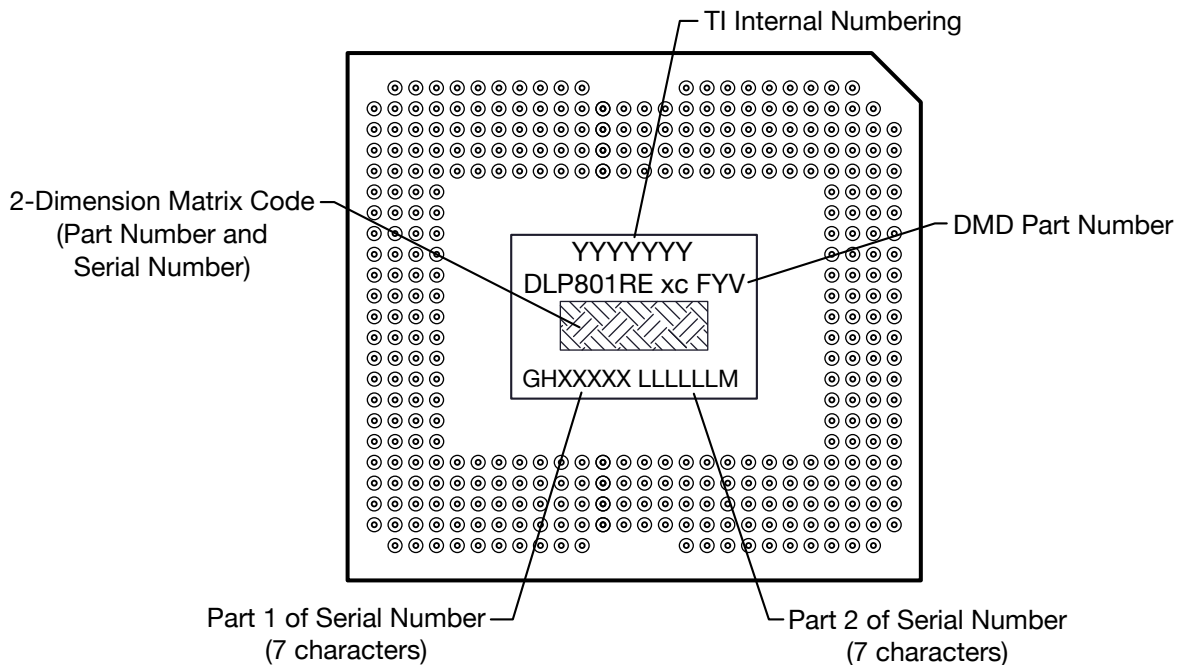 TI Internal Numbering
2-Dimension Matrix Code
(Part Number and
Serial Number)
DMD Part Number
YYYYYYY
DLP801RE xc FYV
GHXXXXX LLLLLLM
Part 1 of Serial Number
(7 characters)
Part 2 of Serial Number
(7 characters)